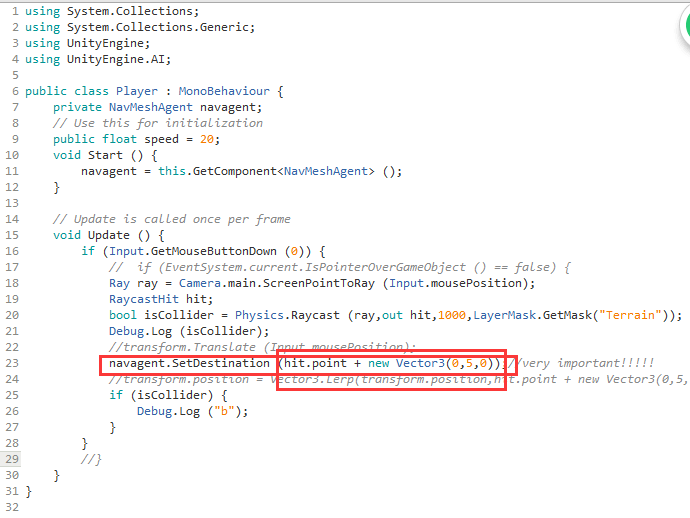 1 using System.Collections;
2 using System.Collections.Generic;
3 using UnityEngine;
4 using UnityEngine.AI;
5
6 public class Player : MonoBehaviour {
7 private NavMeshAgent navagent;
8 // Use this for initialization
9 public float speed = 20;
10 void Start () {
11 navagent = this.GetComponent<NavMeshAgent> ();
12 }
13
14 // Update is called once per frame
15 void Update () {
16 if (Input.GetMouseButtonDown (0)) {
17 // if (EventSystem.current.IsPointerOverGameObject () == false) {
18 Ray ray = Camera.main.ScreenPointToRay (Input.mousePosition);
19 RaycastHit hit;
20 bool isCollider = Physics.Raycast (ray,out hit,1000,LayerMask.GetMask("Terrain"));
21 Debug.Log (isCollider);
22 //transform.Translate (Input.mousePosition);
23 navagent.SetDestination (hit.point + new Vector3(0,5,0));//very important!!!!!
24 //transform.position = Vector3.Lerp(transform.position,hit.point + new Vector3(0,5,
25 if (isCollider) {
26 Debug.Log ("b");
27 }
28 }
29 //}
30 }
31 }
32